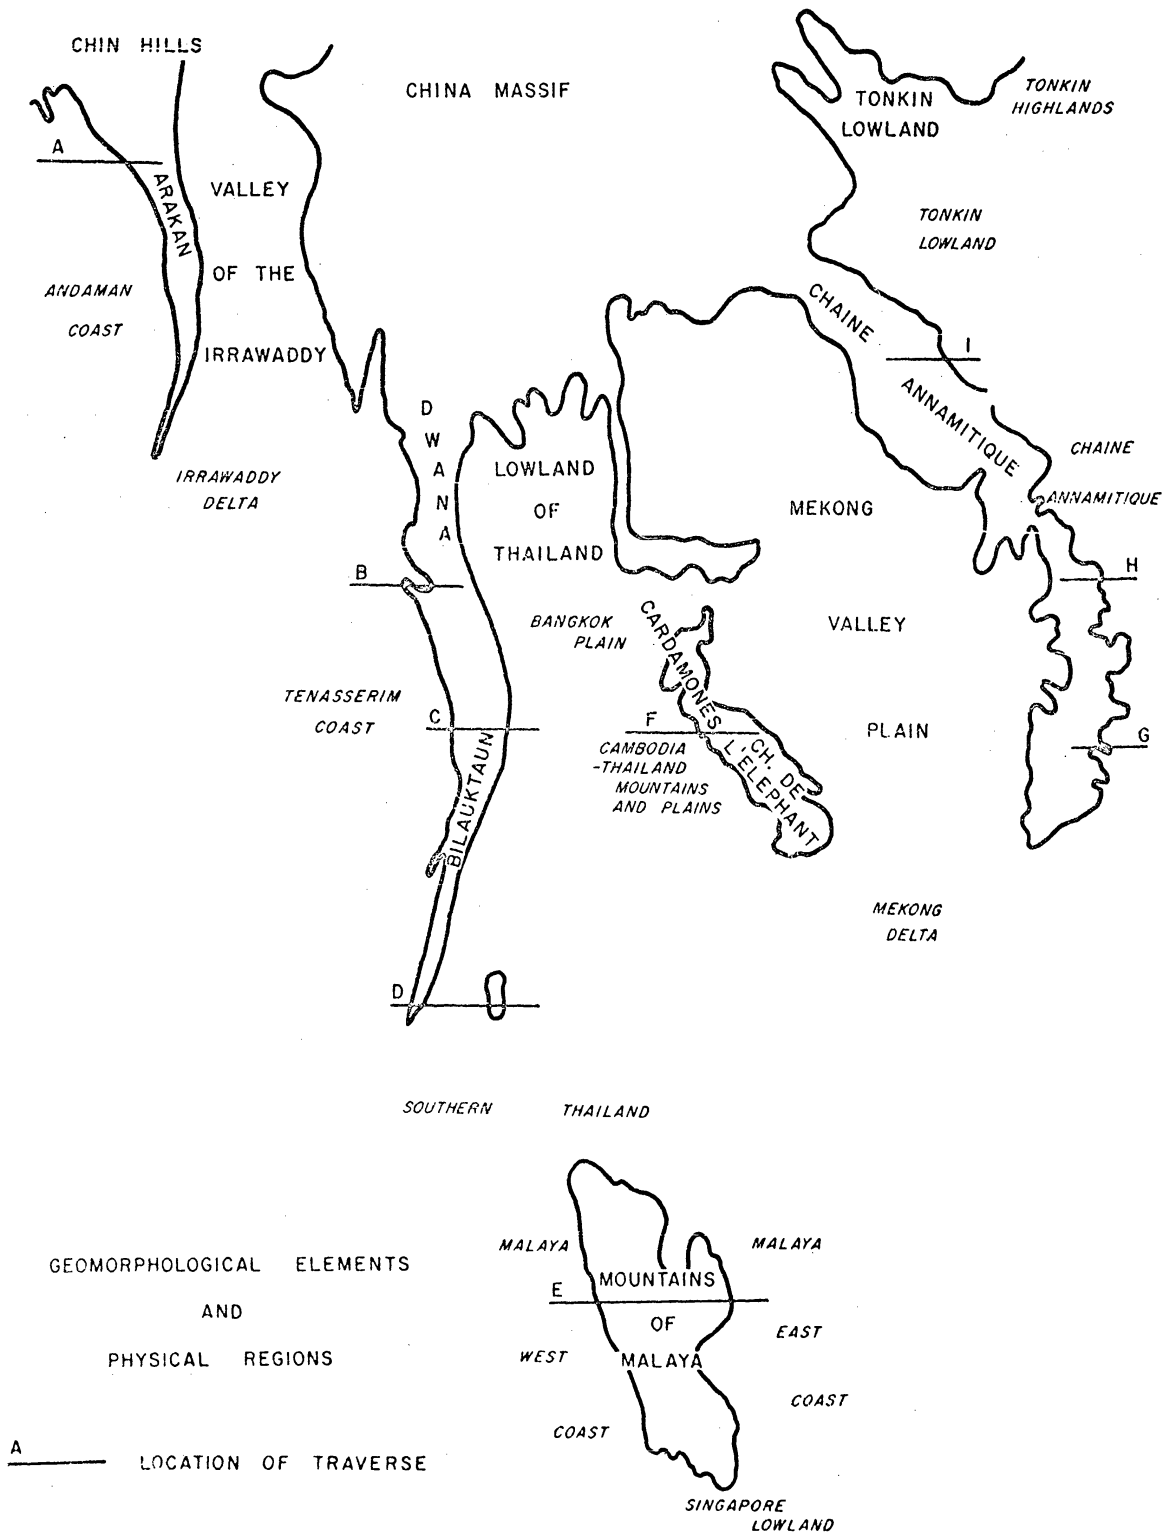 CHIN HILLS
CHINA MASSIF
TONKIN
LOWLAND
TONKIN
HIGHLANDS
A
ARAKAN
VALLEY
OF THE
IRRAWADDY
TONKIN
LOWLAND
ANDAMAN
COAST
CHAINE
ANNAMITIQUE
I
IRRAWADDY
DELTA
DWANA
LOWLAND
OF
THAILAND
MEKONG
VALLEY
PLAIN
CHAINE
ANNAMITIQUE
B
H
BANGKOK
PLAIN
CARDAMONES
CH. DE
L'ELEPHANT
TENASSERIM
COAST
C
F
G
CAMBODIA
-THAILAND
MOUNTAINS
AND PLAINS
BILAUKTAUN
MEKONG
DELTA
D
SOUTHERN THAILAND
MALAYA
WEST
COAST
MALAYA
EAST
COAST
E
MOUNTAINS
OF
MALAYA
SINGAPORE
LOWLAND
GEOMORPHOLOGICAL ELEMENTS
AND
PHYSICAL REGIONS
A
LOCATION OF TRAVERSE